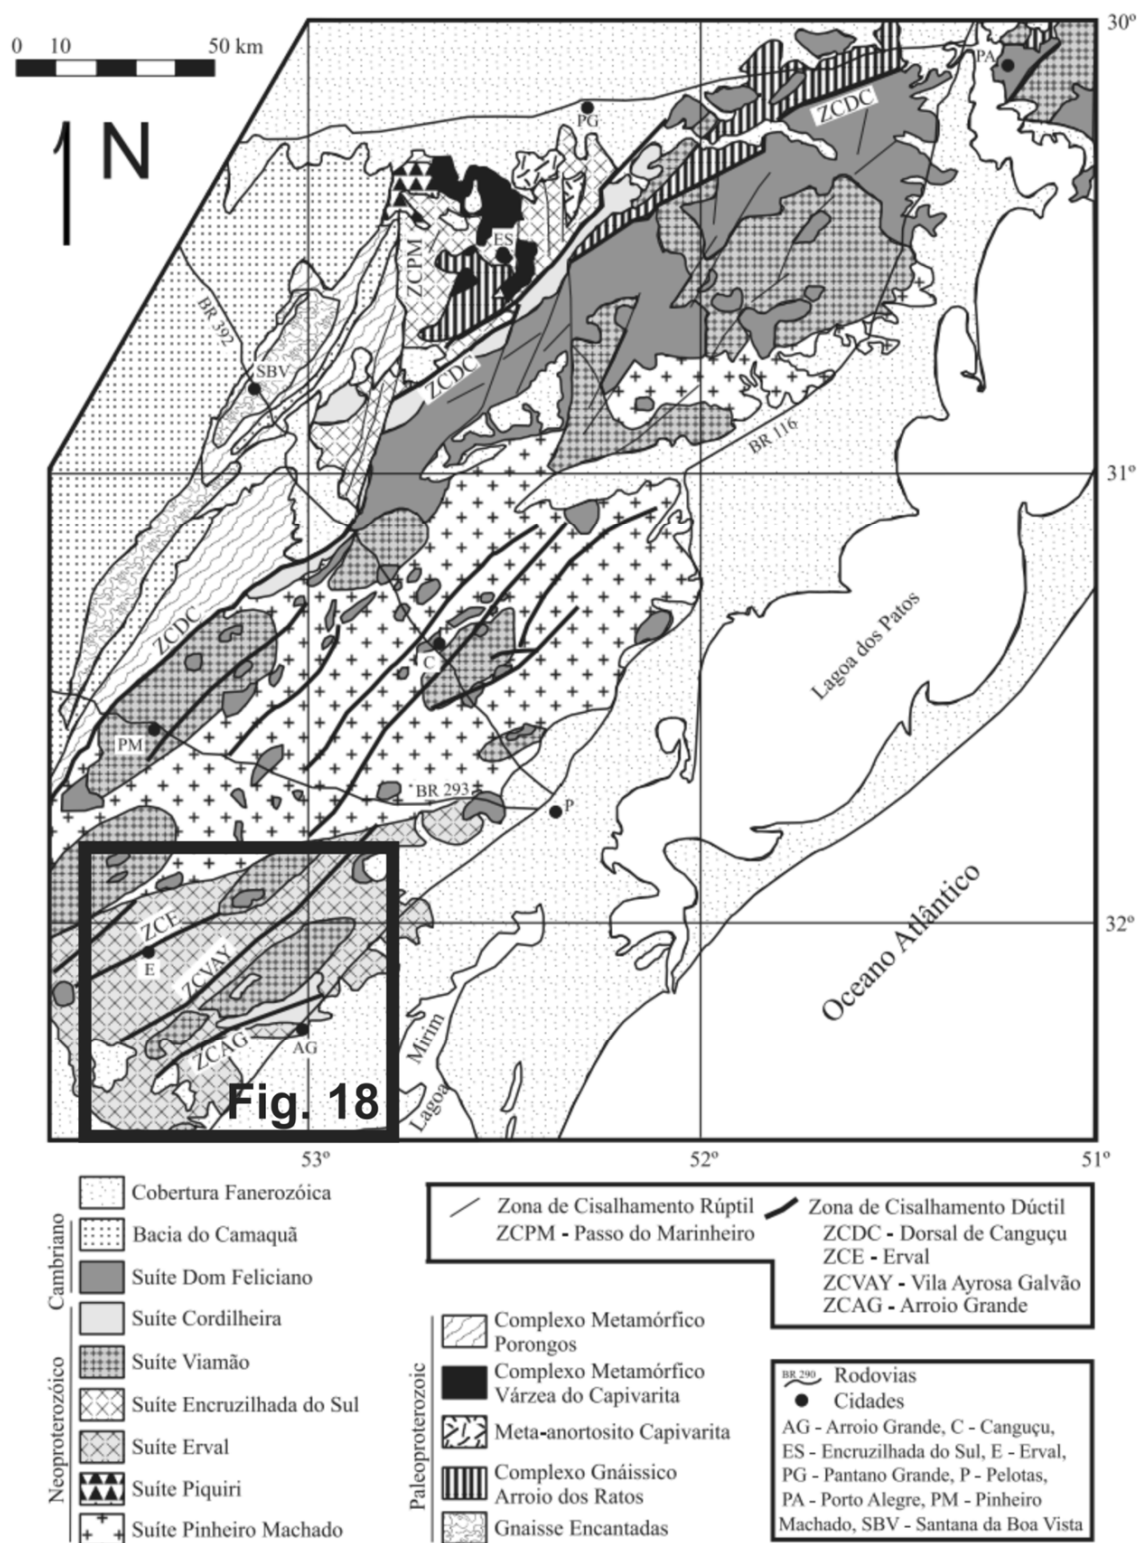 30º
0 10 50 km
N
PA
PG
ZCDC
ES
ZCPM
BR 392
SBV
ZCDC
BR 116
31º
ZCDC
C
Lagoa dos Patos
PM
BR 293
P
32º
ZCE
E
ZCVAY
Oceano Atlântico
ZCAG
AG
Lagoa Mirim
Fig. 18
53º 52º 51º
Cobertura Fanerozóica
Cambriano
Bacia do Camaquã
Suíte Dom Feliciano
Neoproterozóico
Suíte Cordilheira
Suíte Viamão
Suíte Encruzilhada do Sul
Suíte Erval
Suíte Piquiri
Suíte Pinheiro Machado
Paleoproterozoic
Complexo Metamórfico
Porongos
Complexo Metamórfico
Várzea do Capivarita
Meta-anortosito Capivarita
Complexo Gnáissico
Arroio dos Ratos
Gnaisse Encantadas
Zona de Cisalhamento Rúptil
ZCPM - Passo do Marinheiro
Zona de Cisalhamento Dúctil
ZCDC - Dorsal de Canguçu
ZCE - Erval
ZCVAY - Vila Ayrosa Galvão
ZCAG - Arroio Grande
BR 290 Rodovias
Cidades
AG - Arroio Grande, C - Canguçu,
ES - Encruzilhada do Sul, E - Erval,
PG - Pantano Grande, P - Pelotas,
PA - Porto Alegre, PM - Pinheiro
Machado, SBV - Santana da Boa Vista